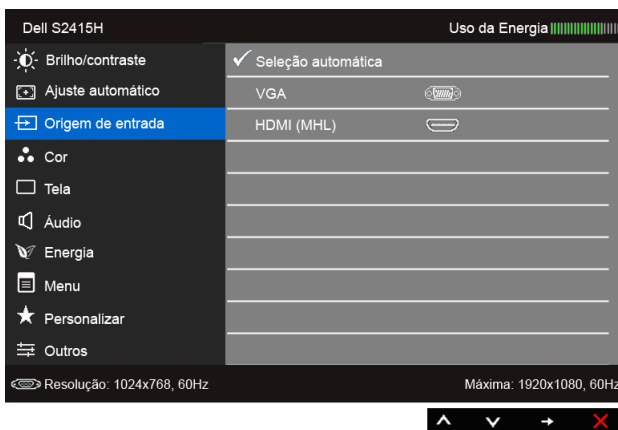 Dell S2415H Uso da Energia
Brilho/contraste
Seleção automática
Ajuste automático
VGA
Origem de entrada
HDMI (MHL)
Cor
Tela
Áudio
Energia
Menu
Personalizar
Outros
Resolução: 1024x768, 60Hz Máxima: 1920x1080, 60Hz